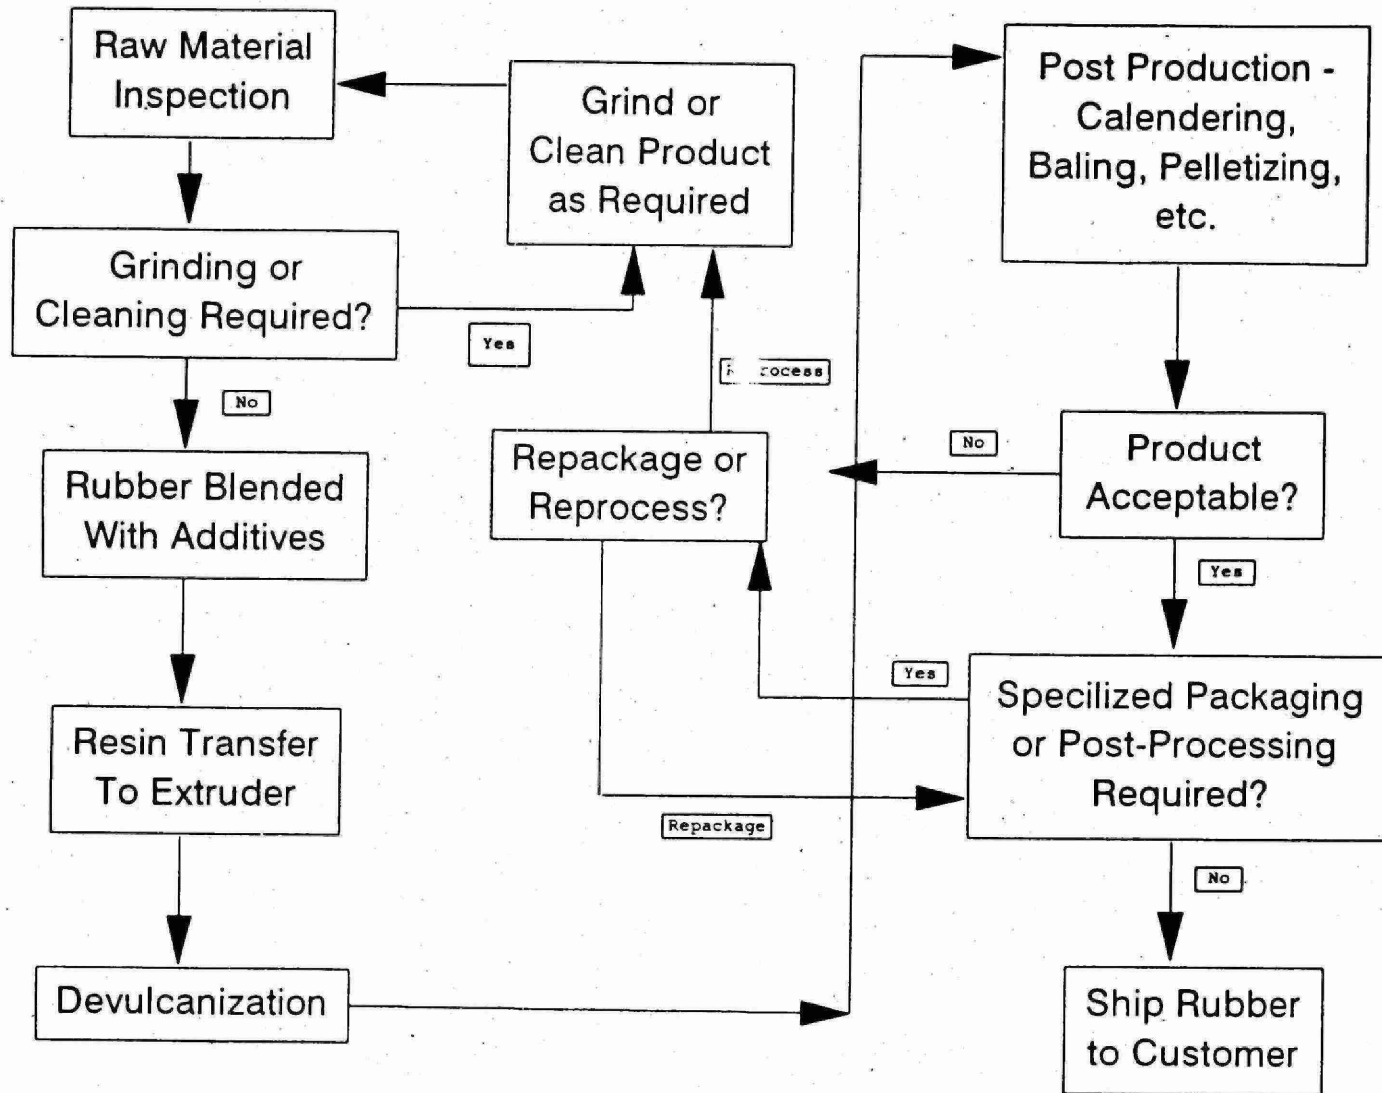 Raw Material
Inspection
Grinding or
Cleaning Required?
Yes
No
Rubber Blended
With Additives
Resin Transfer
To Extruder
Devulcanization
Grind or
Clean Product
as Required
Repackage or
Reprocess?
Repackage
Post Production -
Calendering,
Baling, Pelletizing,
etc.
No
Product
Acceptable?
Yes
Yes
Specilized Packaging
or Post-Processing
Required?
No
Ship Rubber
to Customer